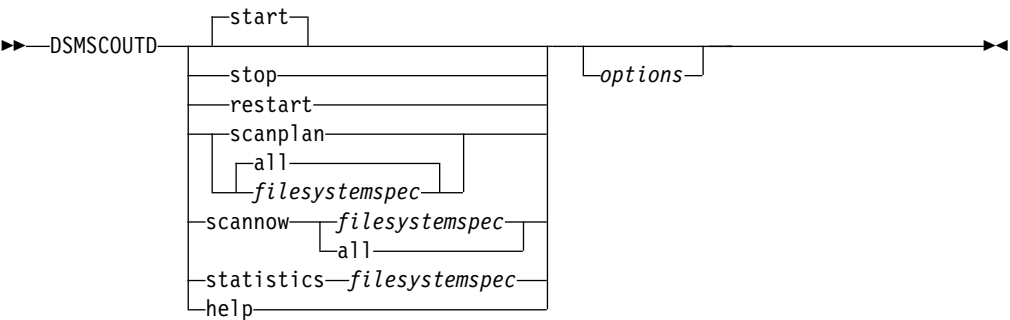 start
DSMSCOUTD
stop options
restart
scanplan
all
filesystemspec
scannow filesystemspec
all
statistics filesystemspec
help